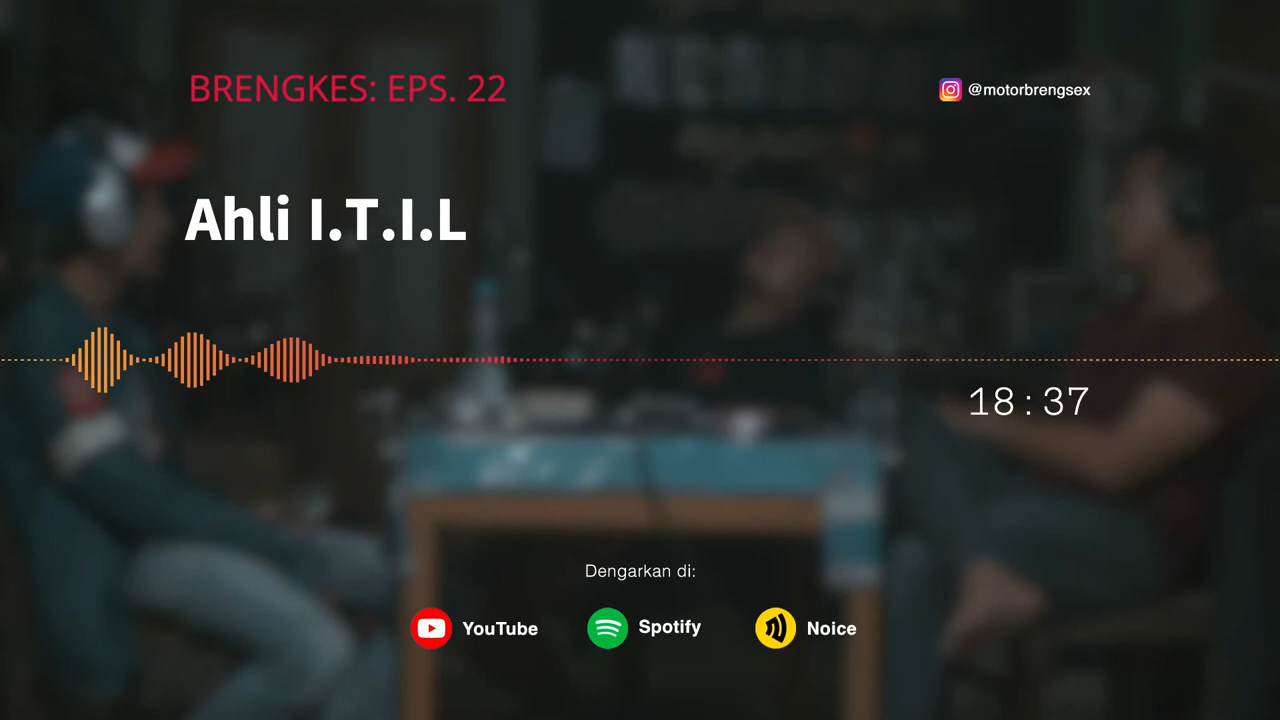 BRENGKES: EPS. 22
@motorbrengsex
Ahli I.T.I.L
18:37
Dengarkan di:
YouTube
Spotify
Noice